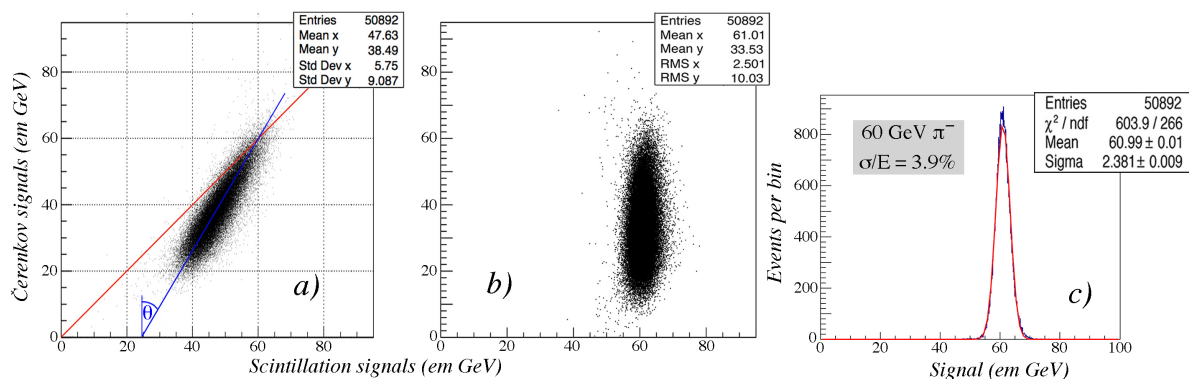 Entries 50892
Mean x 47.63
Mean y 38.49
Std Dev x 5.75
Std Dev y 9.087
80
60
40
20
0
0 20 40 60 80
Čerenkov signals (em GeV)
θ
a)
Entries 50892
Mean x 61.01
Mean y 33.53
RMS x 2.501
RMS y 10.03
80
60
40
20
0
0 20 40 60 80
b)
Scintillation signals (em GeV)
Entries 50892
χ² / ndf 603.9 / 266
Mean 60.99 ± 0.01
Sigma 2.381 ± 0.009
60 GeV π⁻
σ/E = 3.9%
800
600
400
200
0
0 20 40 60 80 100
Events per bin
c)
Signal (em GeV)